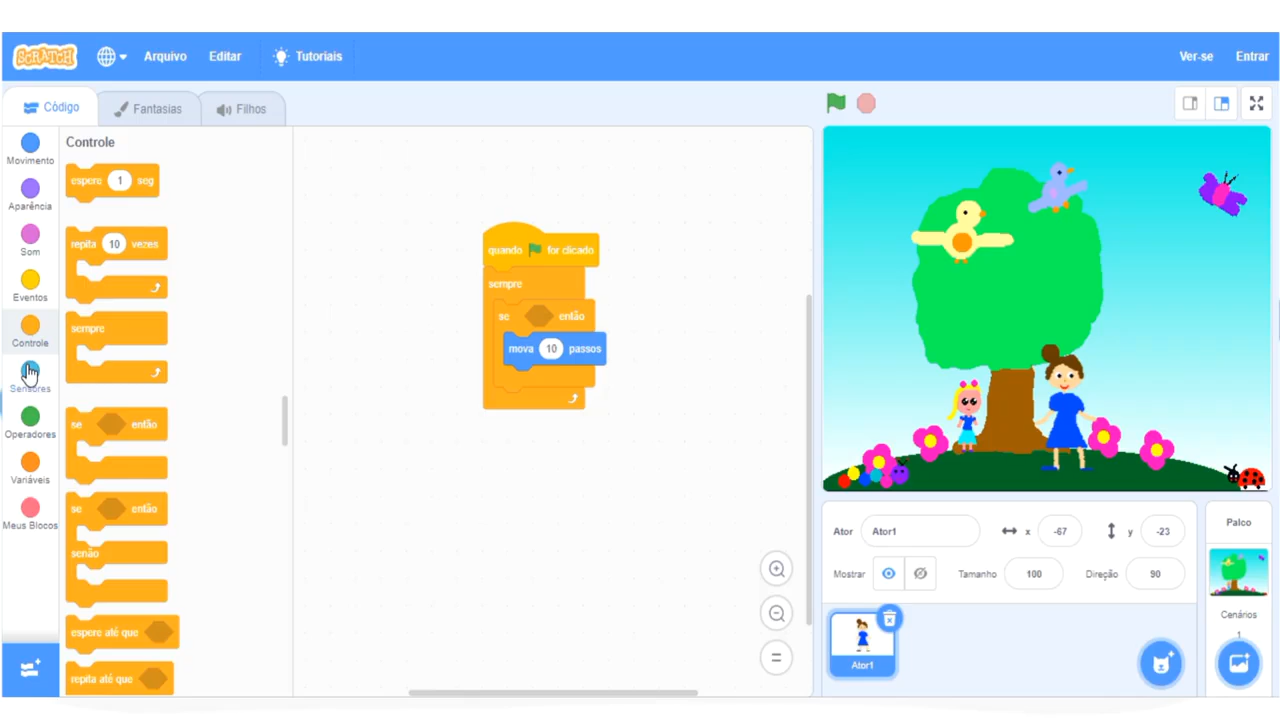 SCRATCH
Arquivo
Editar
Tutoriais
Ver-se
Entrar
Código
Fantasias
Filhos
Movimento
Aparência
Som
Eventos
Controle
Sensores
Operadores
Variáveis
Meus Blocos
Controle
espere 1 seg
repita 10 vezes
sempre
se então
se então
senão
espere até que
repita até que
quando for clicado
sempre
se então
mova 10 passos
Ator Ator1 x -67 y -23
Mostrar Tamanho 100 Direção 90
Ator1
Palco
Cenários
1